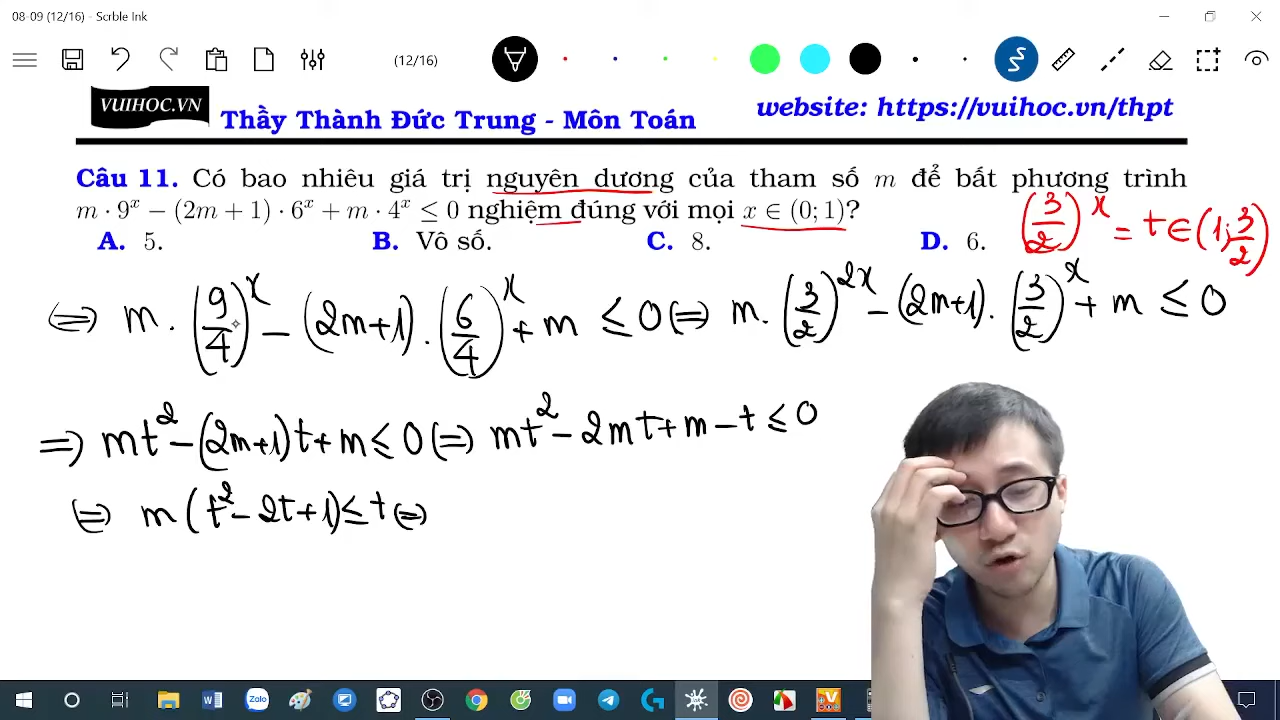 08-09 (12/16) - Scrble Ink
(12/16)
VUIHOC.VN
Thầy Thành Đức Trung - Môn Toán
website: https://vuihoc.vn/thpt
Câu 11. Có bao nhiêu giá trị nguyên dương của tham số m để bất phương trình
m · 9^x − (2m + 1) · 6^x + m · 4^x ≤ 0 nghiệm đúng với mọi x ∈ (0; 1)?
A. 5. B. Vô số. C. 8. D. 6.
(3/2)^x = t ∈ (1; 3/2)
⇔ m . (9/4)^x − (2m+1) . (6/4)^x + m ≤ 0 ⇔ m . (3/2)^2x − (2m+1) . (3/2)^x + m ≤ 0
⇒ mt^2 − (2m+1)t + m ≤ 0 ⇔ mt^2 − 2mt + m − t ≤ 0
⇔ m (t^2 − 2t + 1) ≤ t ⇔
Zalo